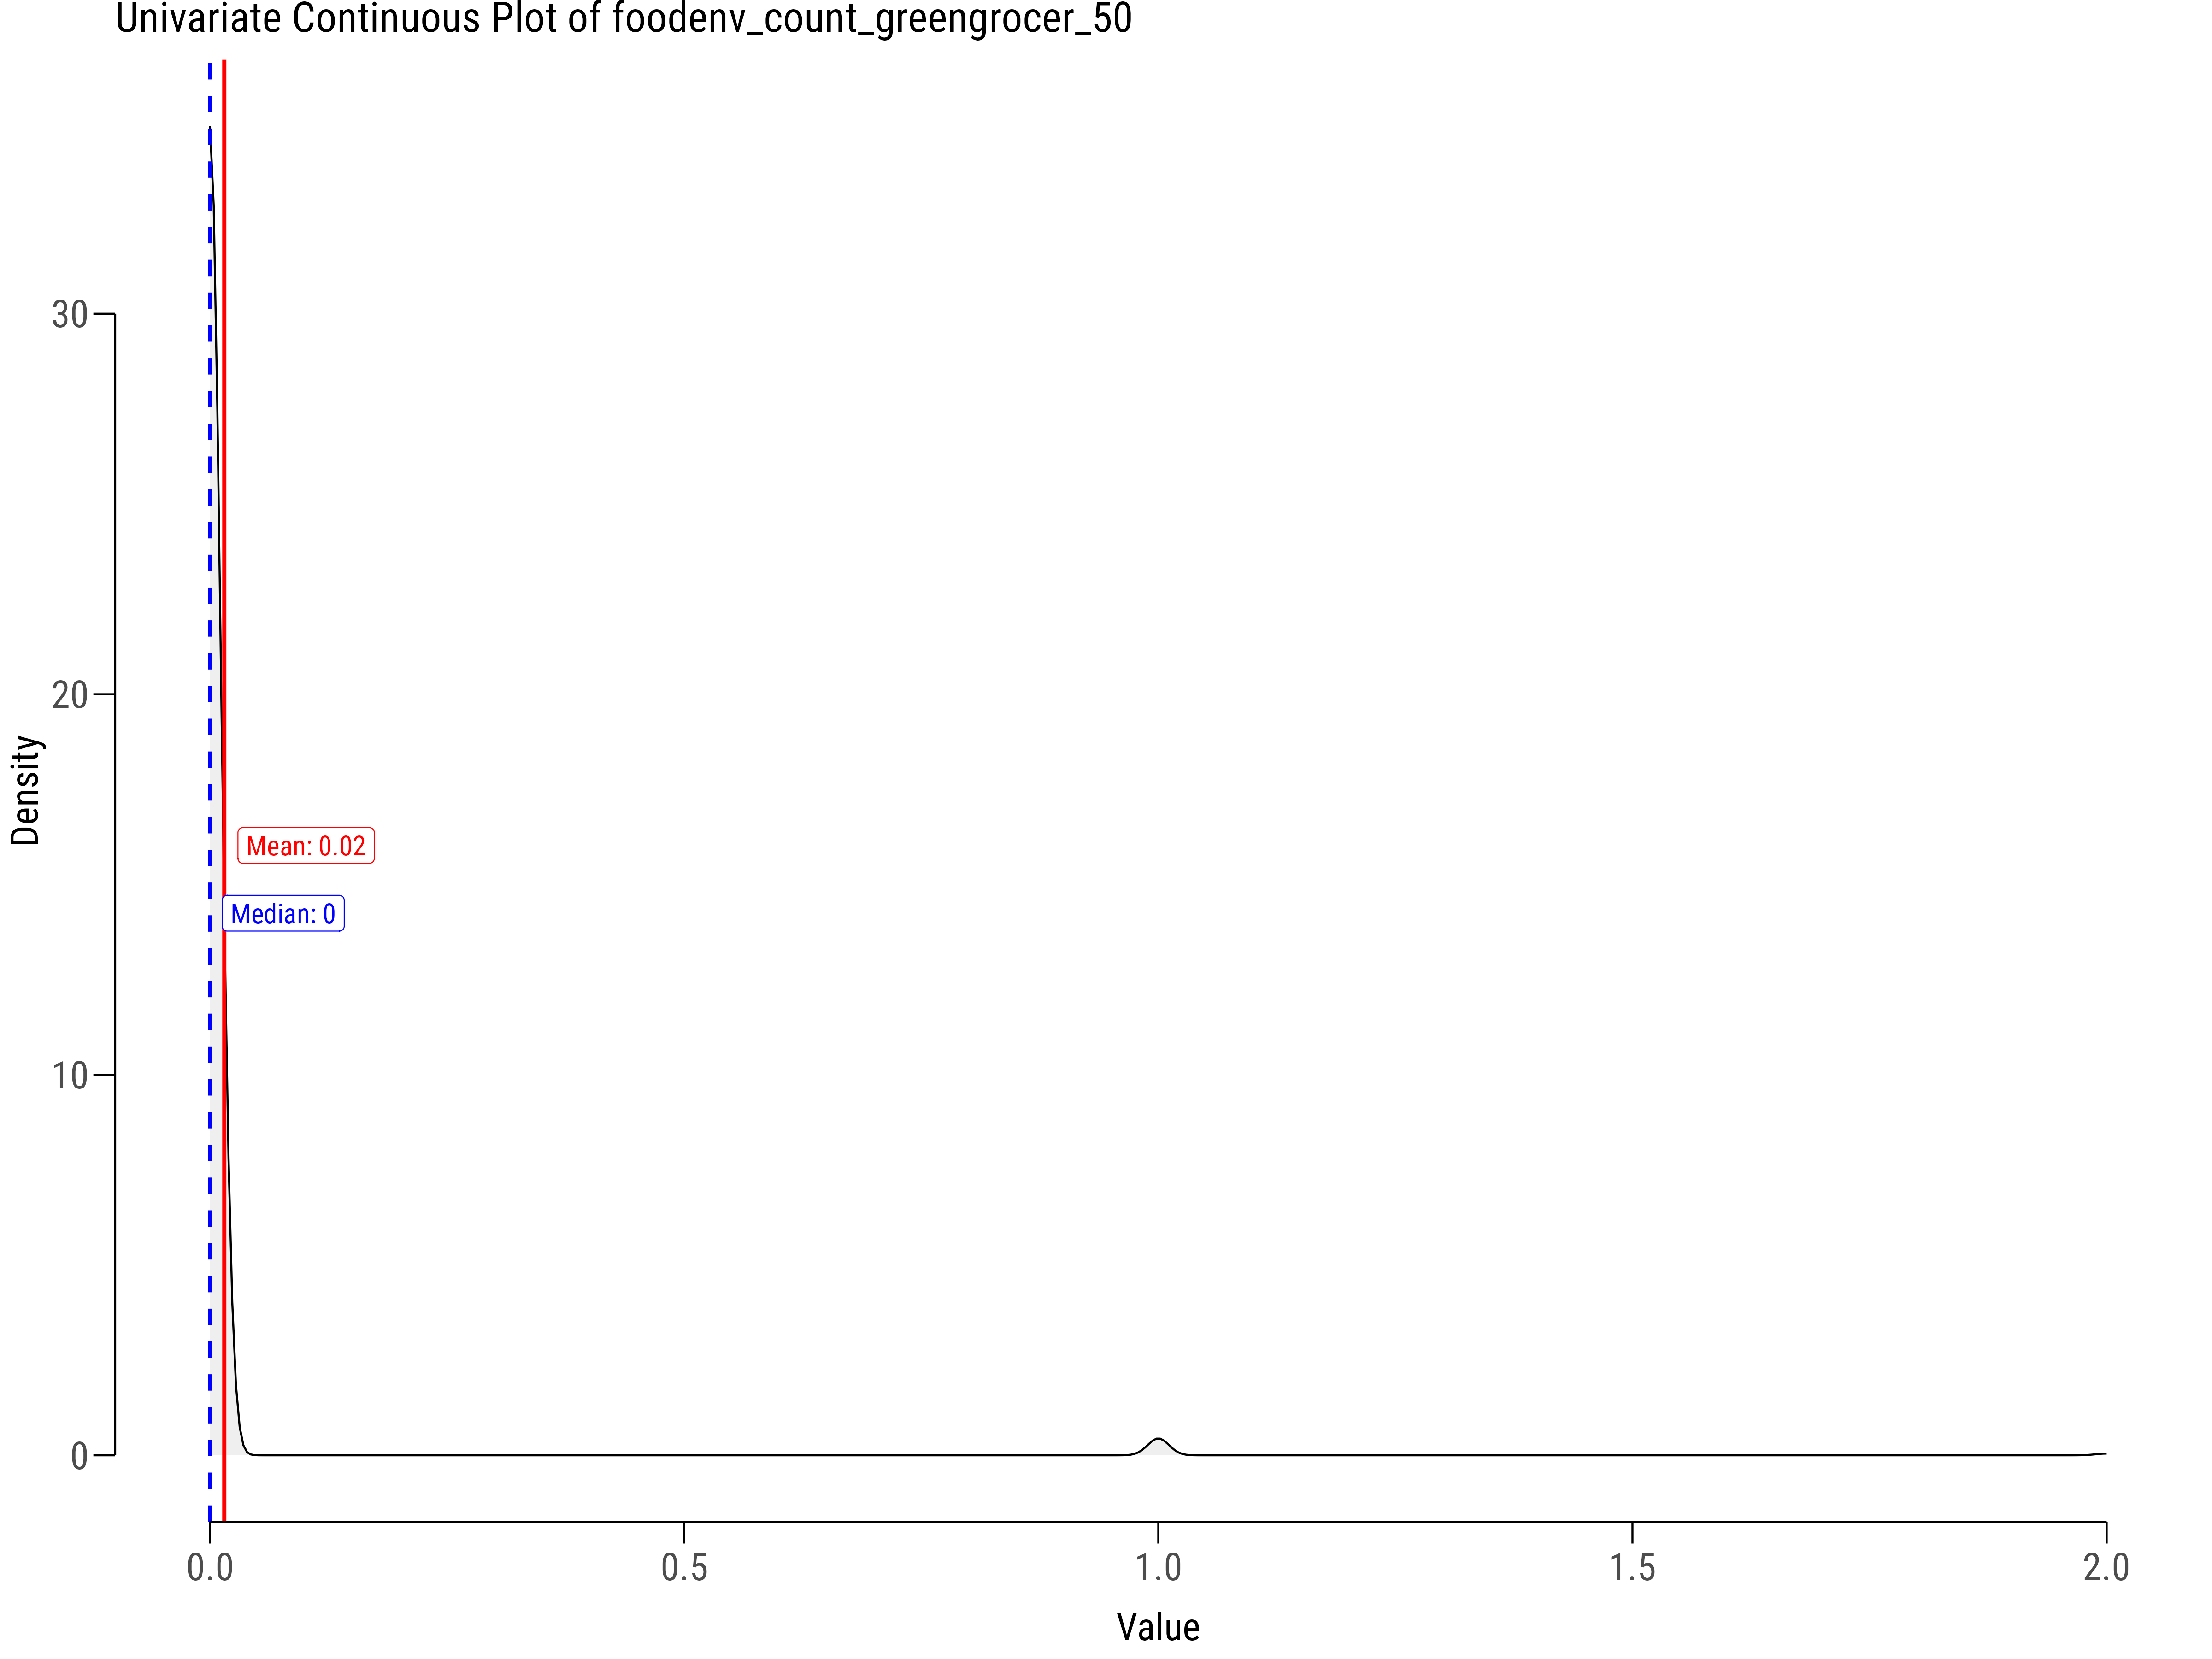 Univariate Continuous Plot of foodenv_count_greengrocer_50
30
20
10
0
Density
Mean: 0.02
Median: 0
0.0
0.5
1.0
1.5
2.0
Value